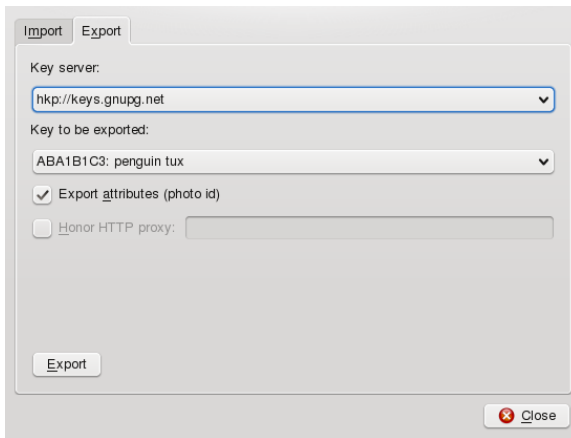 Import Export
Key server:
hkp://keys.gnupg.net
Key to be exported:
ABA1B1C3: penguin tux
Export attributes (photo id)
Honor HTTP proxy:
Export
Close